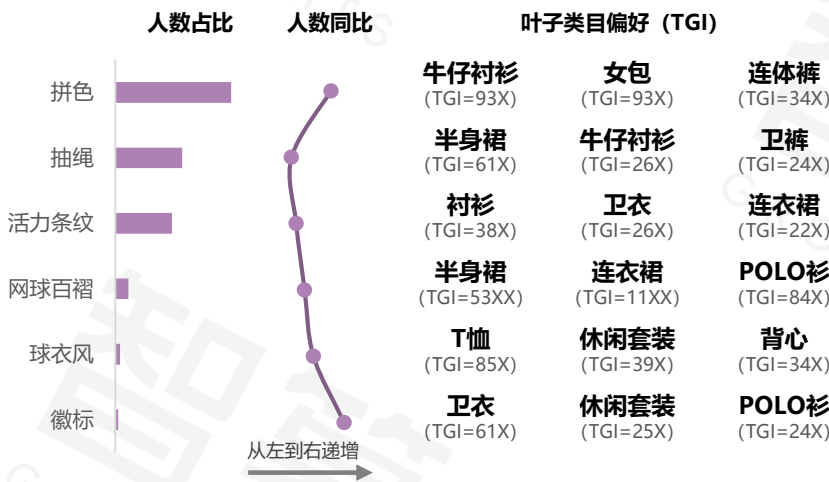 人数占比 人数同比 叶子类目偏好（TGI）
拼色 牛仔衬衫 女包 连体裤
(TGI=93X) (TGI=93X) (TGI=34X)
抽绳 半身裙 牛仔衬衫 卫裤
(TGI=61X) (TGI=26X) (TGI=24X)
活力条纹 衬衫 卫衣 连衣裙
(TGI=38X) (TGI=26X) (TGI=22X)
网球百褶 半身裙 连衣裙 POLO衫
(TGI=53XX) (TGI=11XX) (TGI=84X)
球衣风 T恤 休闲套装 背心
(TGI=85X) (TGI=39X) (TGI=34X)
徽标 卫衣 休闲套装 POLO衫
(TGI=61X) (TGI=25X) (TGI=24X)
从左到右递增